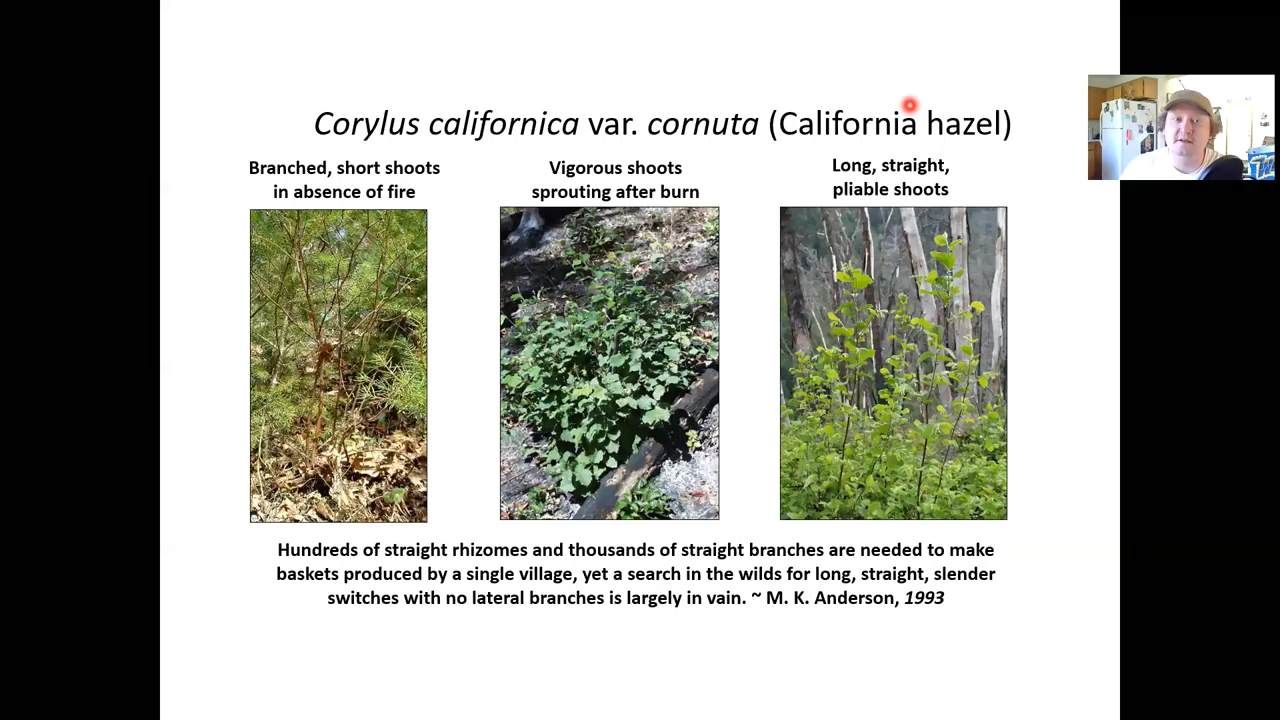 Corylus californica var. cornuta (California hazel)
Branched, short shoots
in absence of fire
Vigorous shoots
sprouting after burn
Long, straight,
pliable shoots
Hundreds of straight rhizomes and thousands of straight branches are needed to make
baskets produced by a single village, yet a search in the wilds for long, straight, slender
switches with no lateral branches is largely in vain. ~ M. K. Anderson, 1993